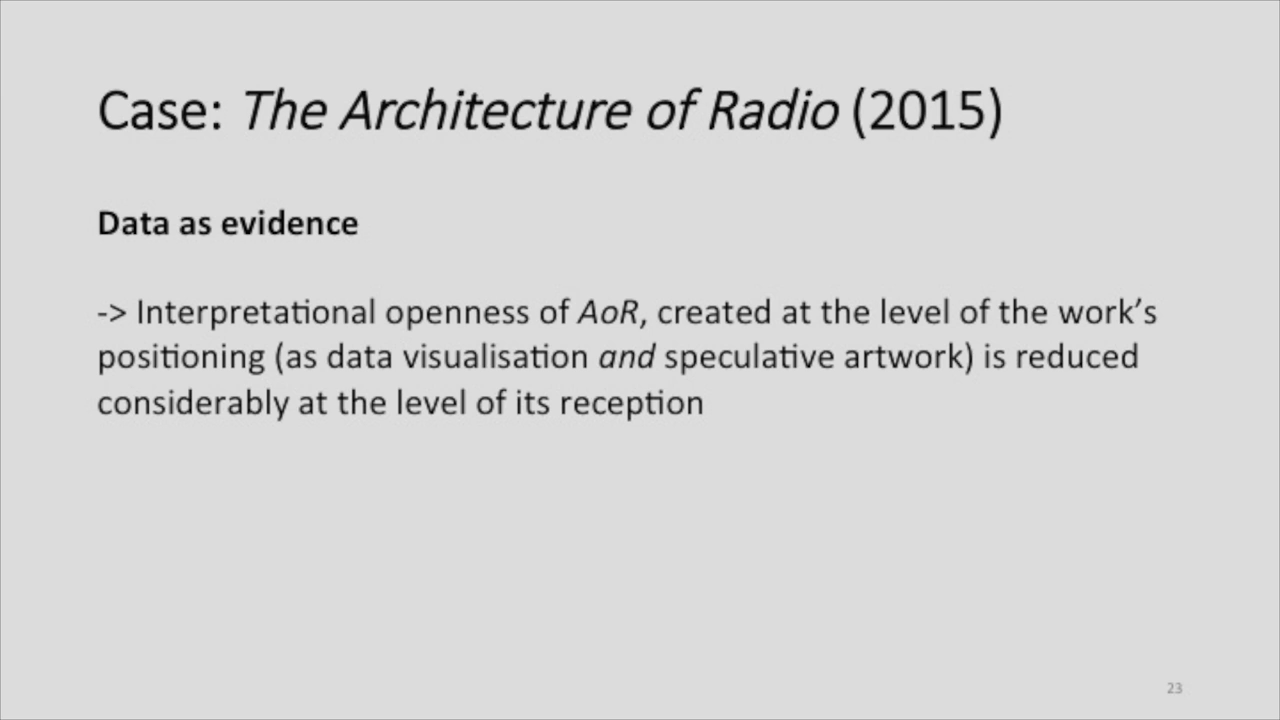 Case: The Architecture of Radio (2015)
Data as evidence
-> Interpretational openness of AoR, created at the level of the work’s
positioning (as data visualisation and speculative artwork) is reduced
considerably at the level of its reception
23